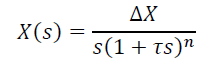 X(s) = ΔX / s(1 + τs)ⁿ